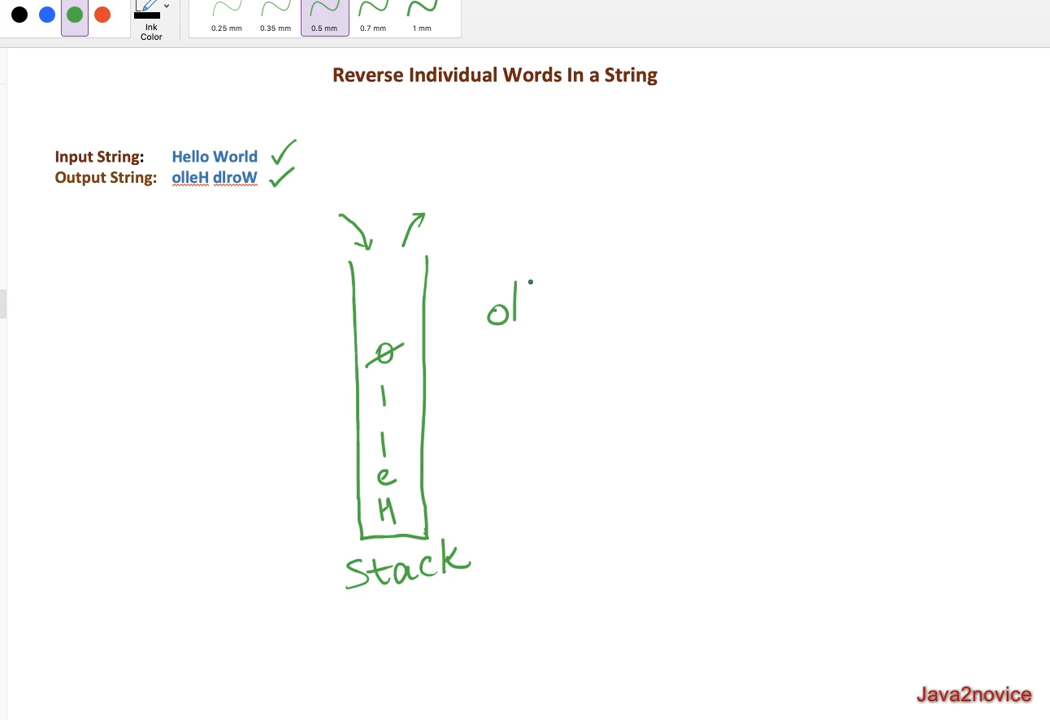 0.25 mm 0.35 mm 0.5 mm 0.7 mm 1 mm
Ink
Color
Reverse Individual Words In a String
Input String: Hello World
Output String: olleH dlroW
ol
o
l
l
e
H
Stack
Java2novice